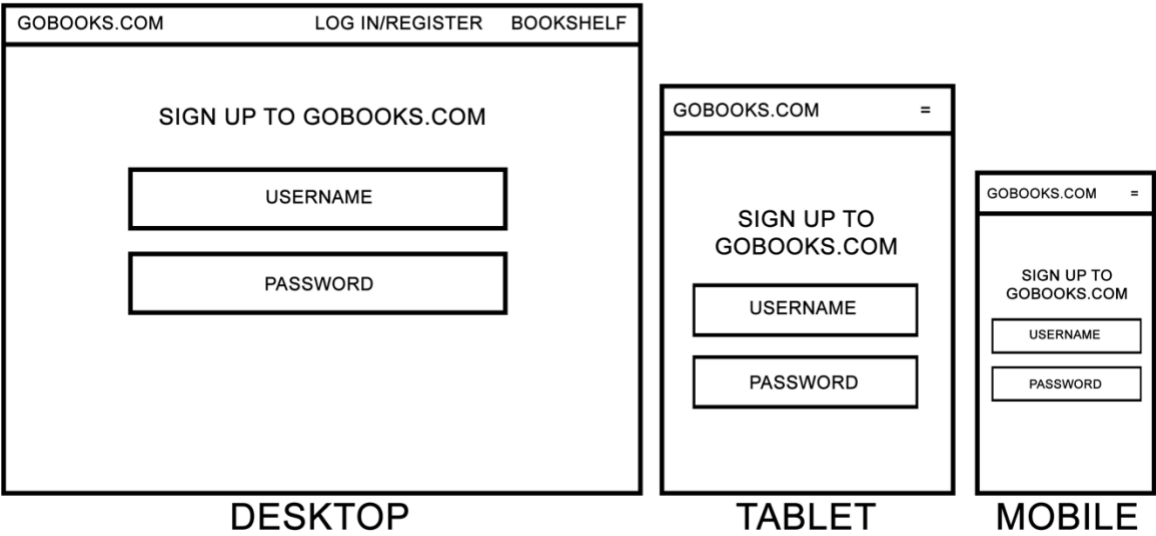 GOBOOKS.COM LOG IN/REGISTER BOOKSHELF
SIGN UP TO GOBOOKS.COM
USERNAME
PASSWORD
DESKTOP
GOBOOKS.COM =
SIGN UP TO
GOBOOKS.COM
USERNAME
PASSWORD
TABLET
GOBOOKS.COM =
SIGN UP TO
GOBOOKS.COM
USERNAME
PASSWORD
MOBILE